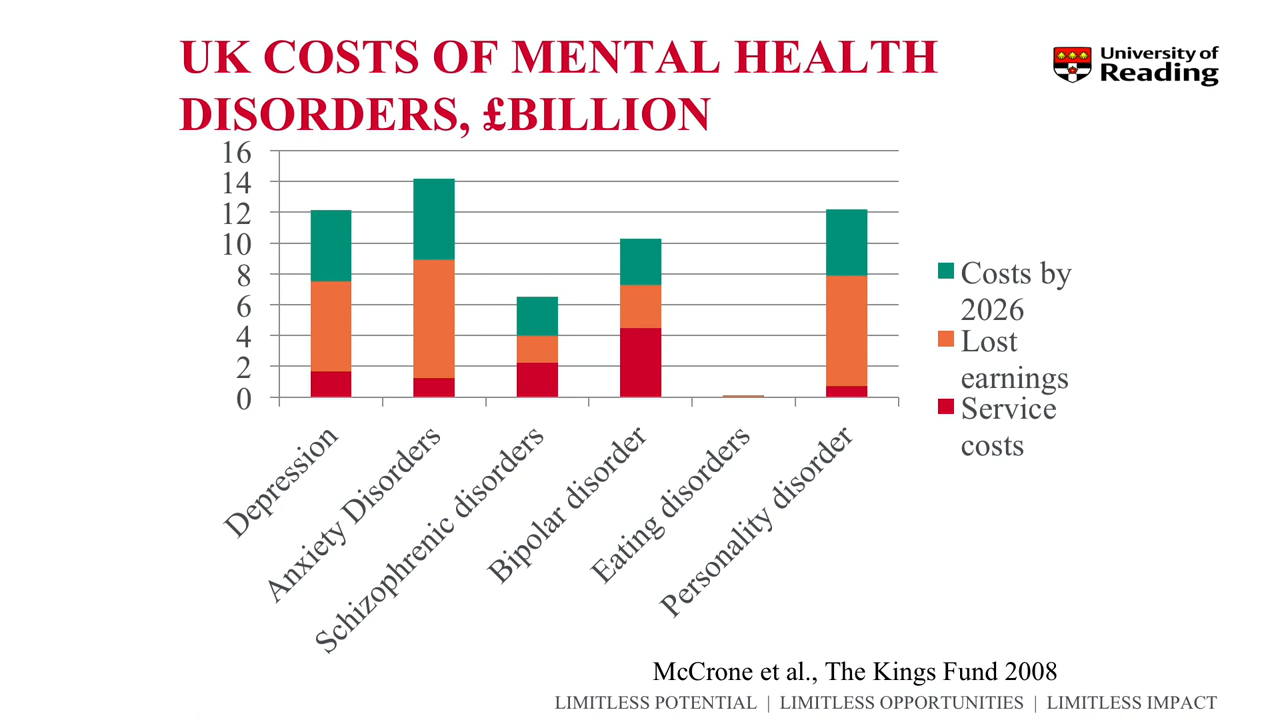 UK COSTS OF MENTAL HEALTH
DISORDERS, £BILLION
University of
Reading
16
14
12
10
8
6
4
2
0
Depression
Anxiety Disorders
Schizophrenic disorders
Bipolar disorder
Eating disorders
Personality disorder
Costs by
2026
Lost
earnings
Service
costs
McCrone et al., The Kings Fund 2008
LIMITLESS POTENTIAL | LIMITLESS OPPORTUNITIES | LIMITLESS IMPACT